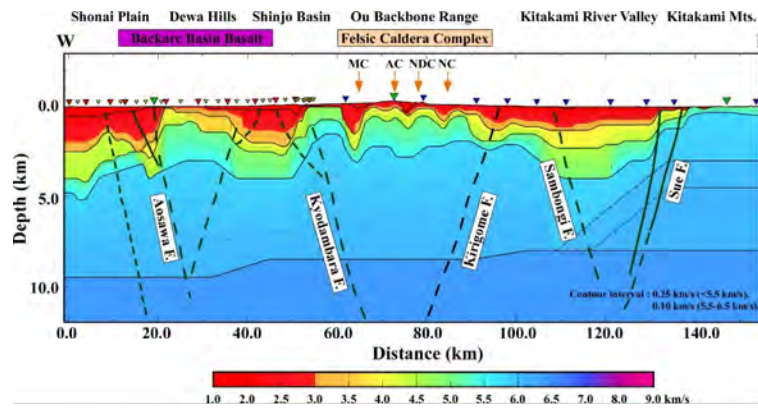 Shonai Plain Dewa Hills Shinjo Basin Ou Backbone Range Kitakami River Valley Kitakami Mts.
W Backarc Basin Basalt Felsic Caldera Complex
MC AC NDC NC
0.0
5.0
10.0
Depth (km)
Aosawa F.
Kyodambara F.
Kirigome F.
Sambongi F.
Sue F.
Contour interval : 0.25 km/s (<5.5 km/s),
0.10 km/s (5.5-6.5 km/s)
0.0 20.0 40.0 60.0 80.0 100.0 120.0 140.0
Distance (km)
1.0 2.0 3.0 3.5 4.0 4.5 5.0 5.5 6.0 6.5 7.0 8.0 9.0 km/s